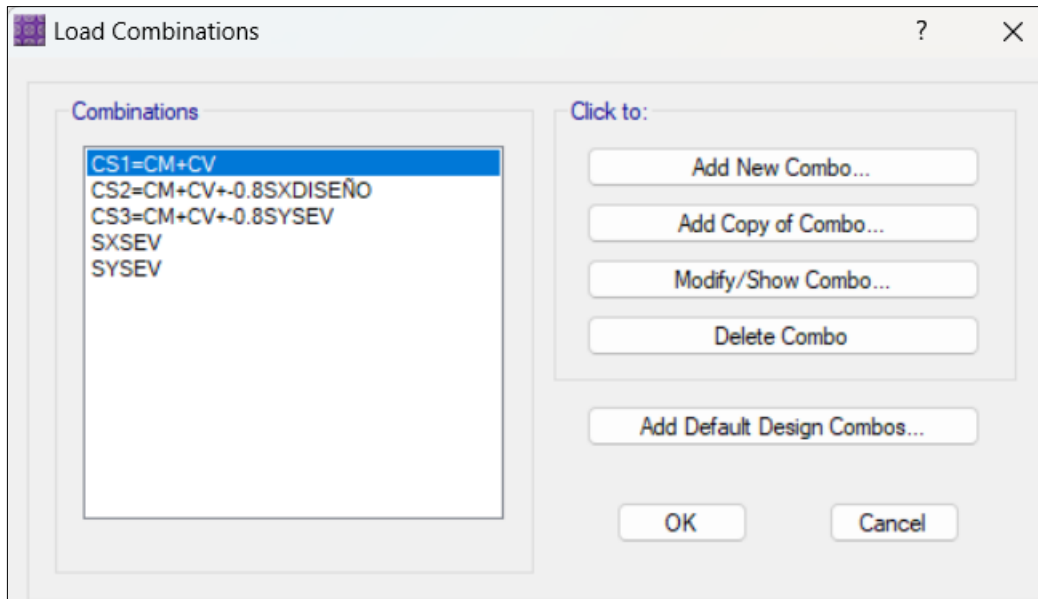 Load Combinations
?
Combinations
CS1=CM+CV
CS2=CM+CV+-0.8SXDISEÑO
CS3=CM+CV+-0.8SYSEV
SXSEV
SYSEV
Click to:
Add New Combo...
Add Copy of Combo...
Modify/Show Combo...
Delete Combo
Add Default Design Combos...
OK
Cancel